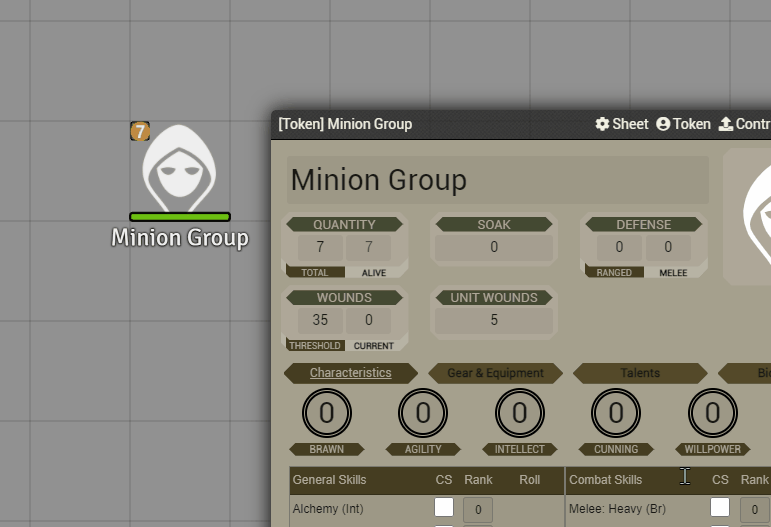 7
Minion Group
[Token] Minion Group Sheet Token Contr
Minion Group
QUANTITY SOAK DEFENSE
7 7 0 0 0
TOTAL ALIVE RANGED MELEE
WOUNDS UNIT WOUNDS
35 0 5
THRESHOLD CURRENT
Characteristics Gear & Equipment Talents Bi
0 0 0 0 0
BRAWN AGILITY INTELLECT CUNNING WILLPOWER
General Skills CS Rank Roll Combat Skills CS Rank
Alchemy (Int) 0 Melee: Heavy (Br) 0